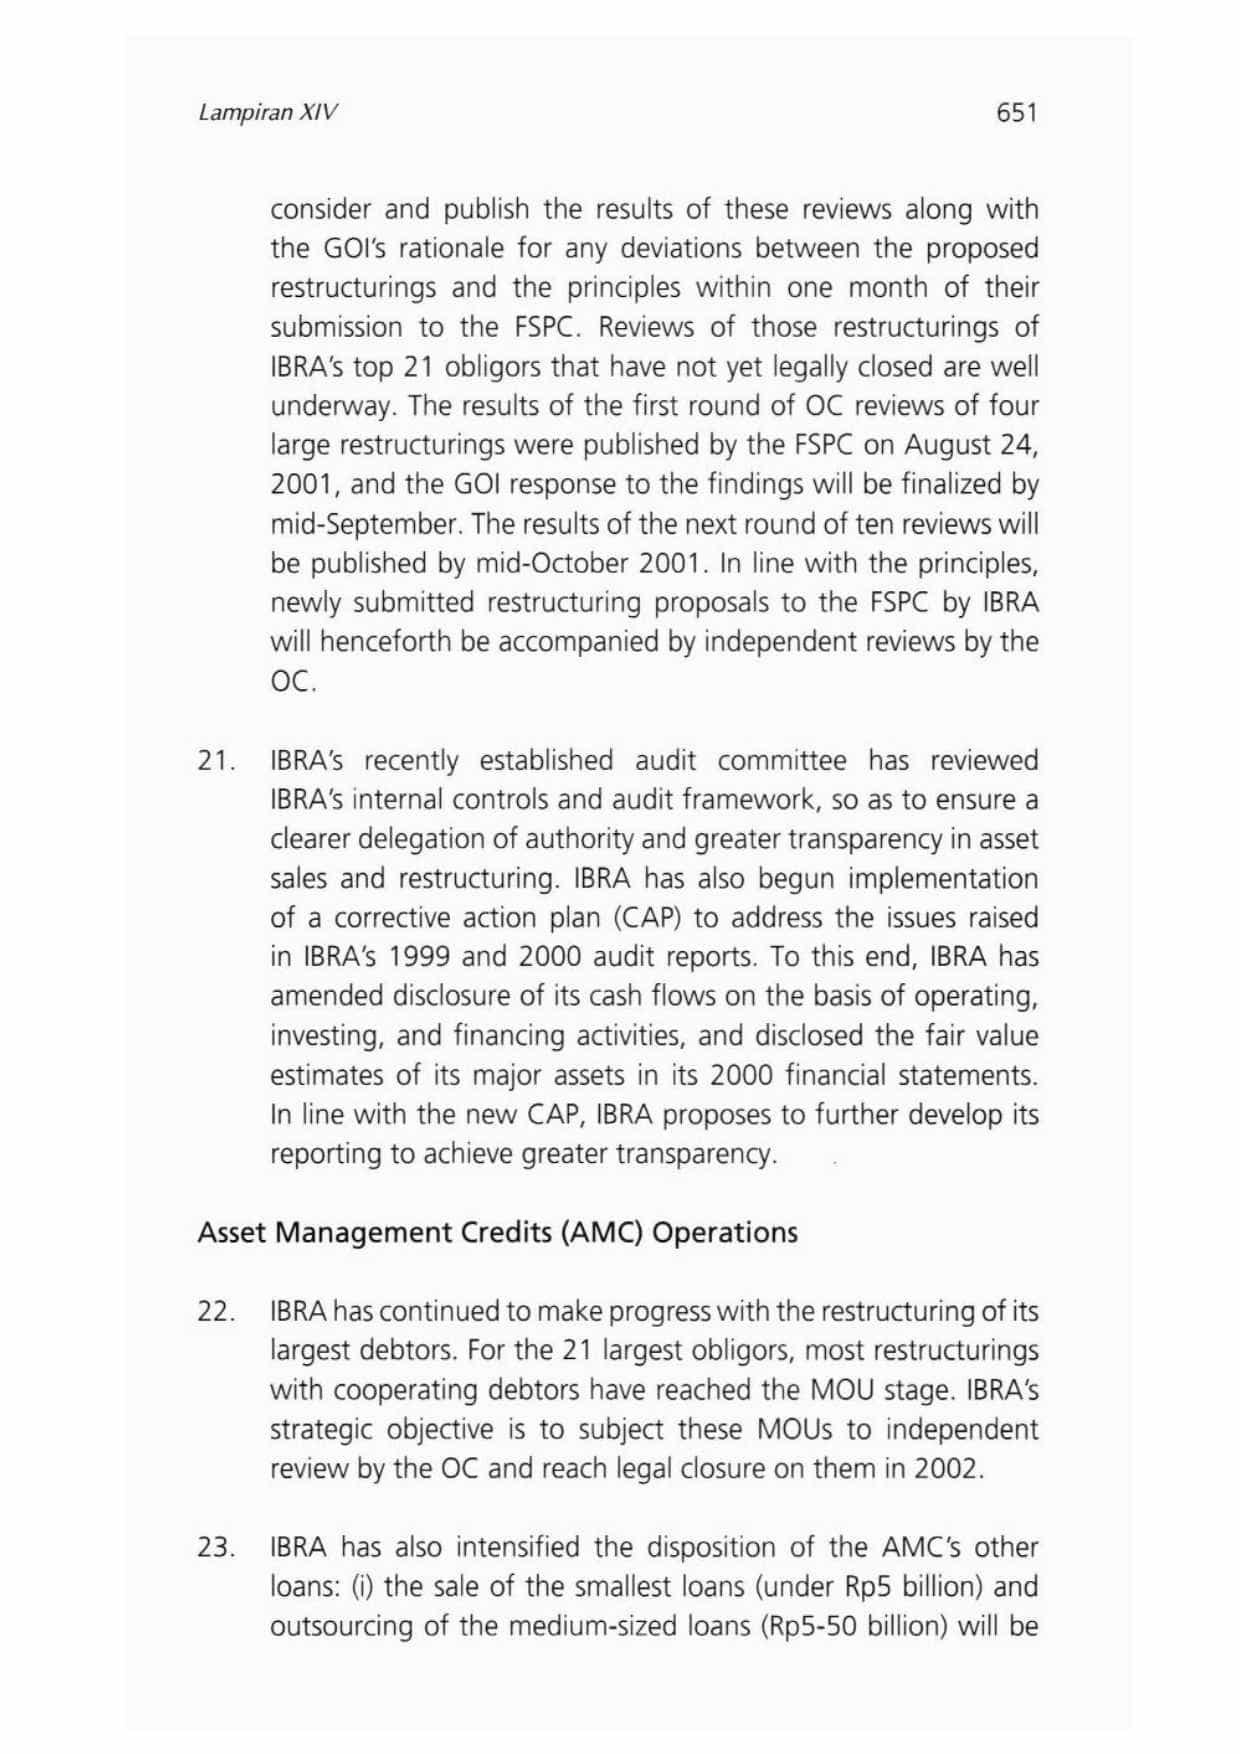 Lampiran XIV 651
consider and publish the results of these reviews along with
the GOI's rationale for any deviations between the proposed
restructurings and the principles within one month of their
submission to the FSPC. Reviews of those restructurings of
IBRA's top 21 obligors that have not yet legally closed are well
underway. The results of the first round of OC reviews of four
large restructurings were published by the FSPC on August 24,
2001, and the GOI response to the findings will be finalized by
mid-September. The results of the next round of ten reviews will
be published by mid-October 2001. In line with the principles,
newly submitted restructuring proposals to the FSPC by IBRA
will henceforth be accompanied by independent reviews by the
OC.
21. IBRA's recently established audit committee has reviewed
IBRA's internal controls and audit framework, so as to ensure a
clearer delegation of authority and greater transparency in asset
sales and restructuring. IBRA has also begun implementation
of a corrective action plan (CAP) to address the issues raised
in IBRA's 1999 and 2000 audit reports. To this end, IBRA has
amended disclosure of its cash flows on the basis of operating,
investing, and financing activities, and disclosed the fair value
estimates of its major assets in its 2000 financial statements.
In line with the new CAP, IBRA proposes to further develop its
reporting to achieve greater transparency.
Asset Management Credits (AMC) Operations
22. IBRA has continued to make progress with the restructuring of its
largest debtors. For the 21 largest obligors, most restructurings
with cooperating debtors have reached the MOU stage. IBRA's
strategic objective is to subject these MOUs to independent
review by the OC and reach legal closure on them in 2002.
23. IBRA has also intensified the disposition of the AMC's other
loans: (i) the sale of the smallest loans (under Rp5 billion) and
outsourcing of the medium-sized loans (Rp5-50 billion) will be